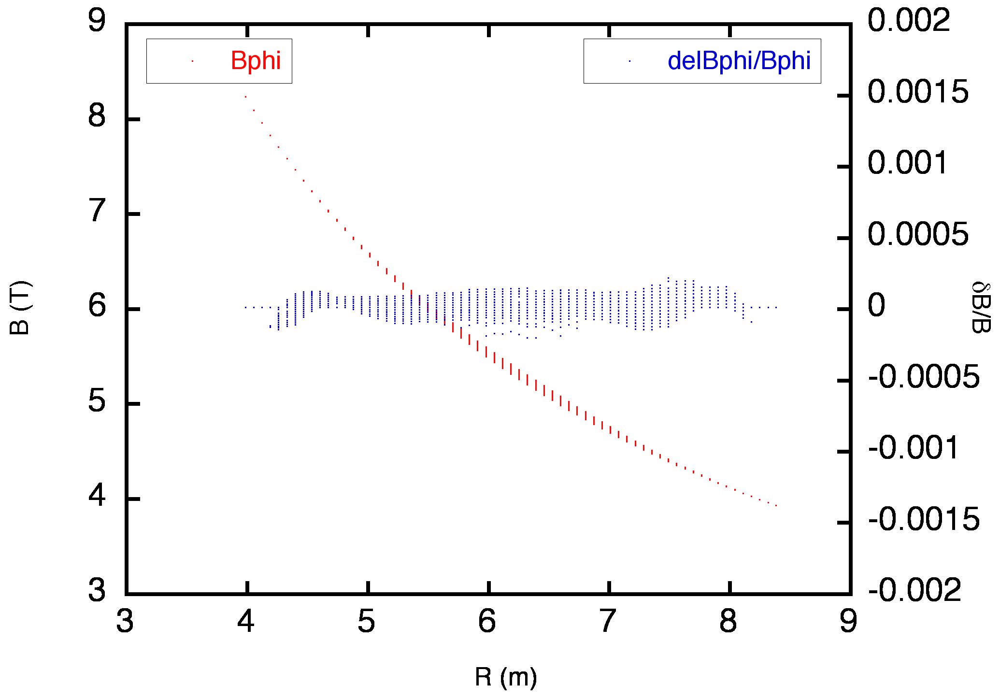 Bphi
delBphi/Bphi
9
8
7
6
5
4
3
B (T)
0.002
0.0015
0.001
0.0005
0
-0.0005
-0.001
-0.0015
-0.002
δB/B
3 4 5 6 7 8 9
R (m)